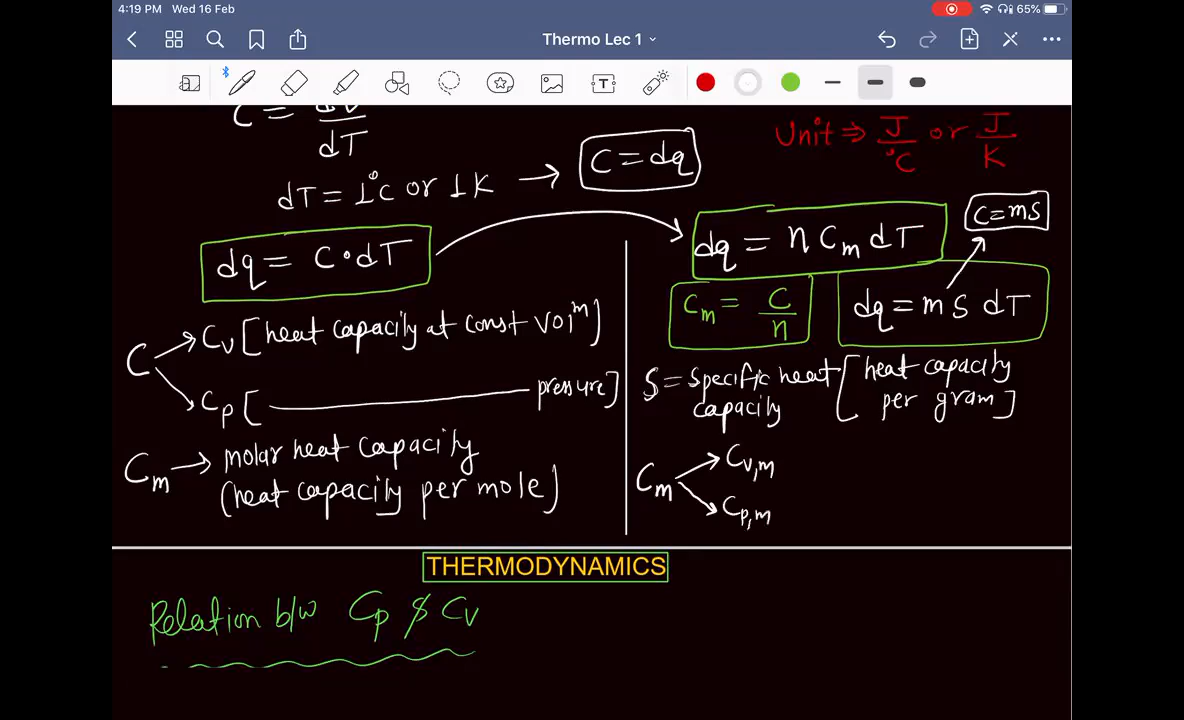 4:19 PM Wed 16 Feb
65%
Thermo Lec 1
T
C =
dT
dT = 1°C or 1K → C = dq
Unit ⇒ J/°C or J/K
dq = C·dT
dq = n Cm dT
C = mS
Cm = C/n
dq = m S dT
C → Cv [heat capacity at const volm]
Cp [ ——— pressure]
Cm → molar heat capacity
(heat capacity per mole)
S = specific heat capacity [heat capacity per gram]
Cm → Cv,m
Cp,m
THERMODYNAMICS
Relation b/w Cp & Cv